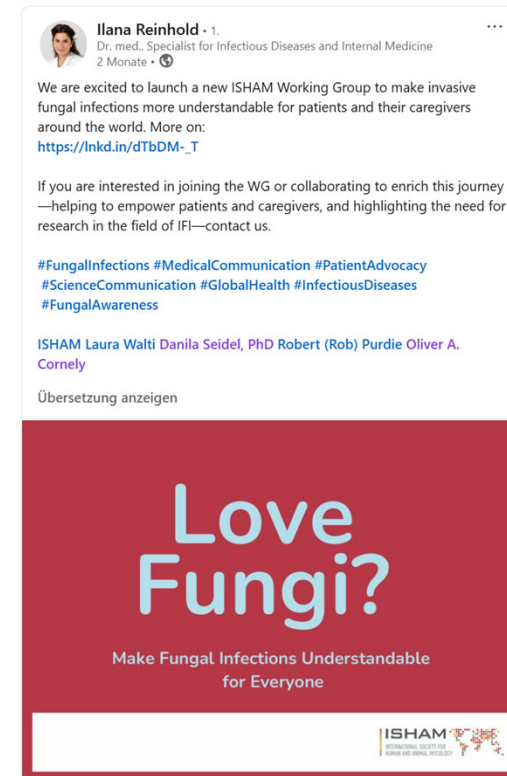 Ilana Reinhold • 1.
Dr. med., Specialist for Infectious Diseases and Internal Medicine
2 Monate •
We are excited to launch a new ISHAM Working Group to make invasive
fungal infections more understandable for patients and their caregivers
around the world. More on:
https://lnkd.in/dTbDM-_T
If you are interested in joining the WG or collaborating to enrich this journey
—helping to empower patients and caregivers, and highlighting the need for
research in the field of IFI—contact us.
#FungalInfections #MedicalCommunication #PatientAdvocacy
#ScienceCommunication #GlobalHealth #InfectiousDiseases
#FungalAwareness
ISHAM Laura Walti Danila Seidel, PhD Robert (Rob) Purdie Oliver A.
Cornely
Übersetzung anzeigen
Love
Fungi?
Make Fungal Infections Understandable
for Everyone
ISHAM
INTERNATIONAL SOCIETY FOR
HUMAN AND ANIMAL MYCOLOGY